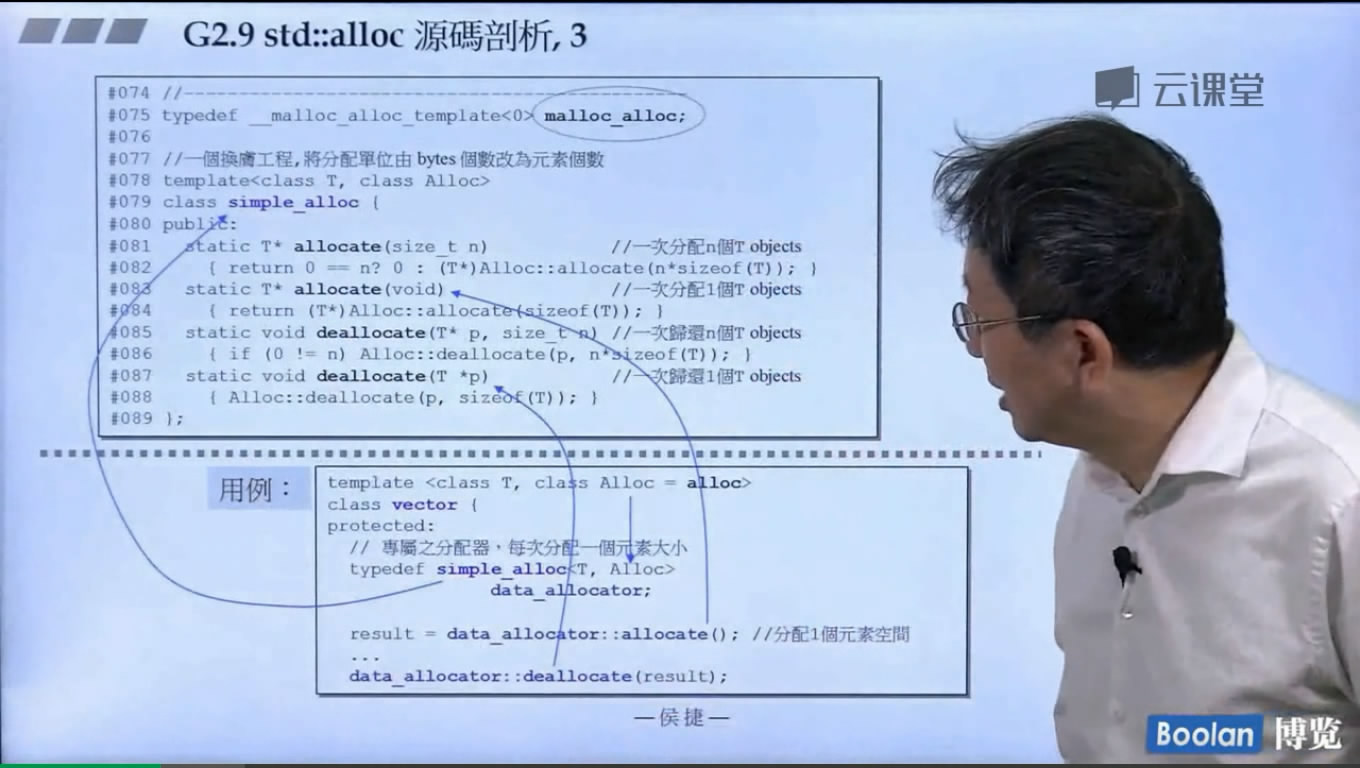 G2.9 std::alloc 源碼剖析, 3
云课堂
#074 //------------------------------------------------
#075 typedef __malloc_alloc_template<0> malloc_alloc;
#076
#077 //一個換膚工程,將分配單位由 bytes 個數改為元素個數
#078 template<class T, class Alloc>
#079 class simple_alloc {
#080 public:
#081 static T* allocate(size_t n) //一次分配n個T objects
#082 { return 0 == n? 0 : (T*)Alloc::allocate(n*sizeof(T)); }
#083 static T* allocate(void) //一次分配1個T objects
#084 { return (T*)Alloc::allocate(sizeof(T)); }
#085 static void deallocate(T* p, size_t n) //一次歸還n個T objects
#086 { if (0 != n) Alloc::deallocate(p, n*sizeof(T)); }
#087 static void deallocate(T *p) //一次歸還1個T objects
#088 { Alloc::deallocate(p, sizeof(T)); }
#089 };
用例：
template <class T, class Alloc = alloc>
class vector {
protected:
// 專屬之分配器，每次分配一個元素大小
typedef simple_alloc<T, Alloc>
data_allocator;
result = data_allocator::allocate(); //分配1個元素空間
...
data_allocator::deallocate(result);
—侯捷—
Boolan 博览